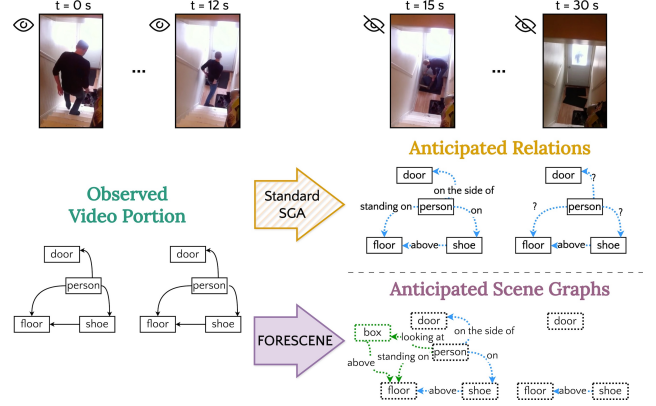 t = 0 s
t = 12 s
t = 15 s
t = 30 s
...
...
Anticipated Relations
Observed
Video Portion
Standard
SGA
door
on the side of
standing on
person
on
floor
above
shoe
door
?
person
?
?
floor
above
shoe
door
person
floor
shoe
door
person
floor
shoe
Anticipated Scene Graphs
FORESCENE
door
box
on the side of
looking at
person
above
standing on
on
floor
above
shoe
door
floor
above
shoe